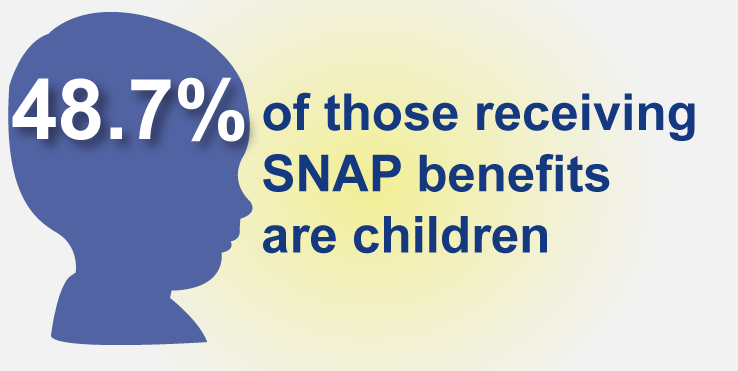 48.7% of those receiving
SNAP benefits
are children